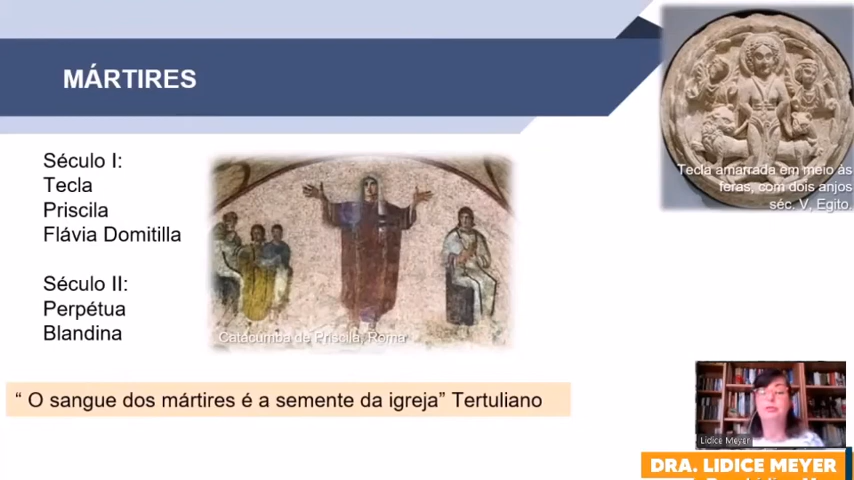 MÁRTIRES
Século I:
Tecla
Priscila
Flávia Domitilla
Século II:
Perpétua
Blandina
Catacumba de Priscila, Roma
Tecla amarrada em meio às
feras, com dois anjos
séc. V, Egito.
“ O sangue dos mártires é a semente da igreja” Tertuliano
Lidice Meyer
DRA. LIDICE MEYER